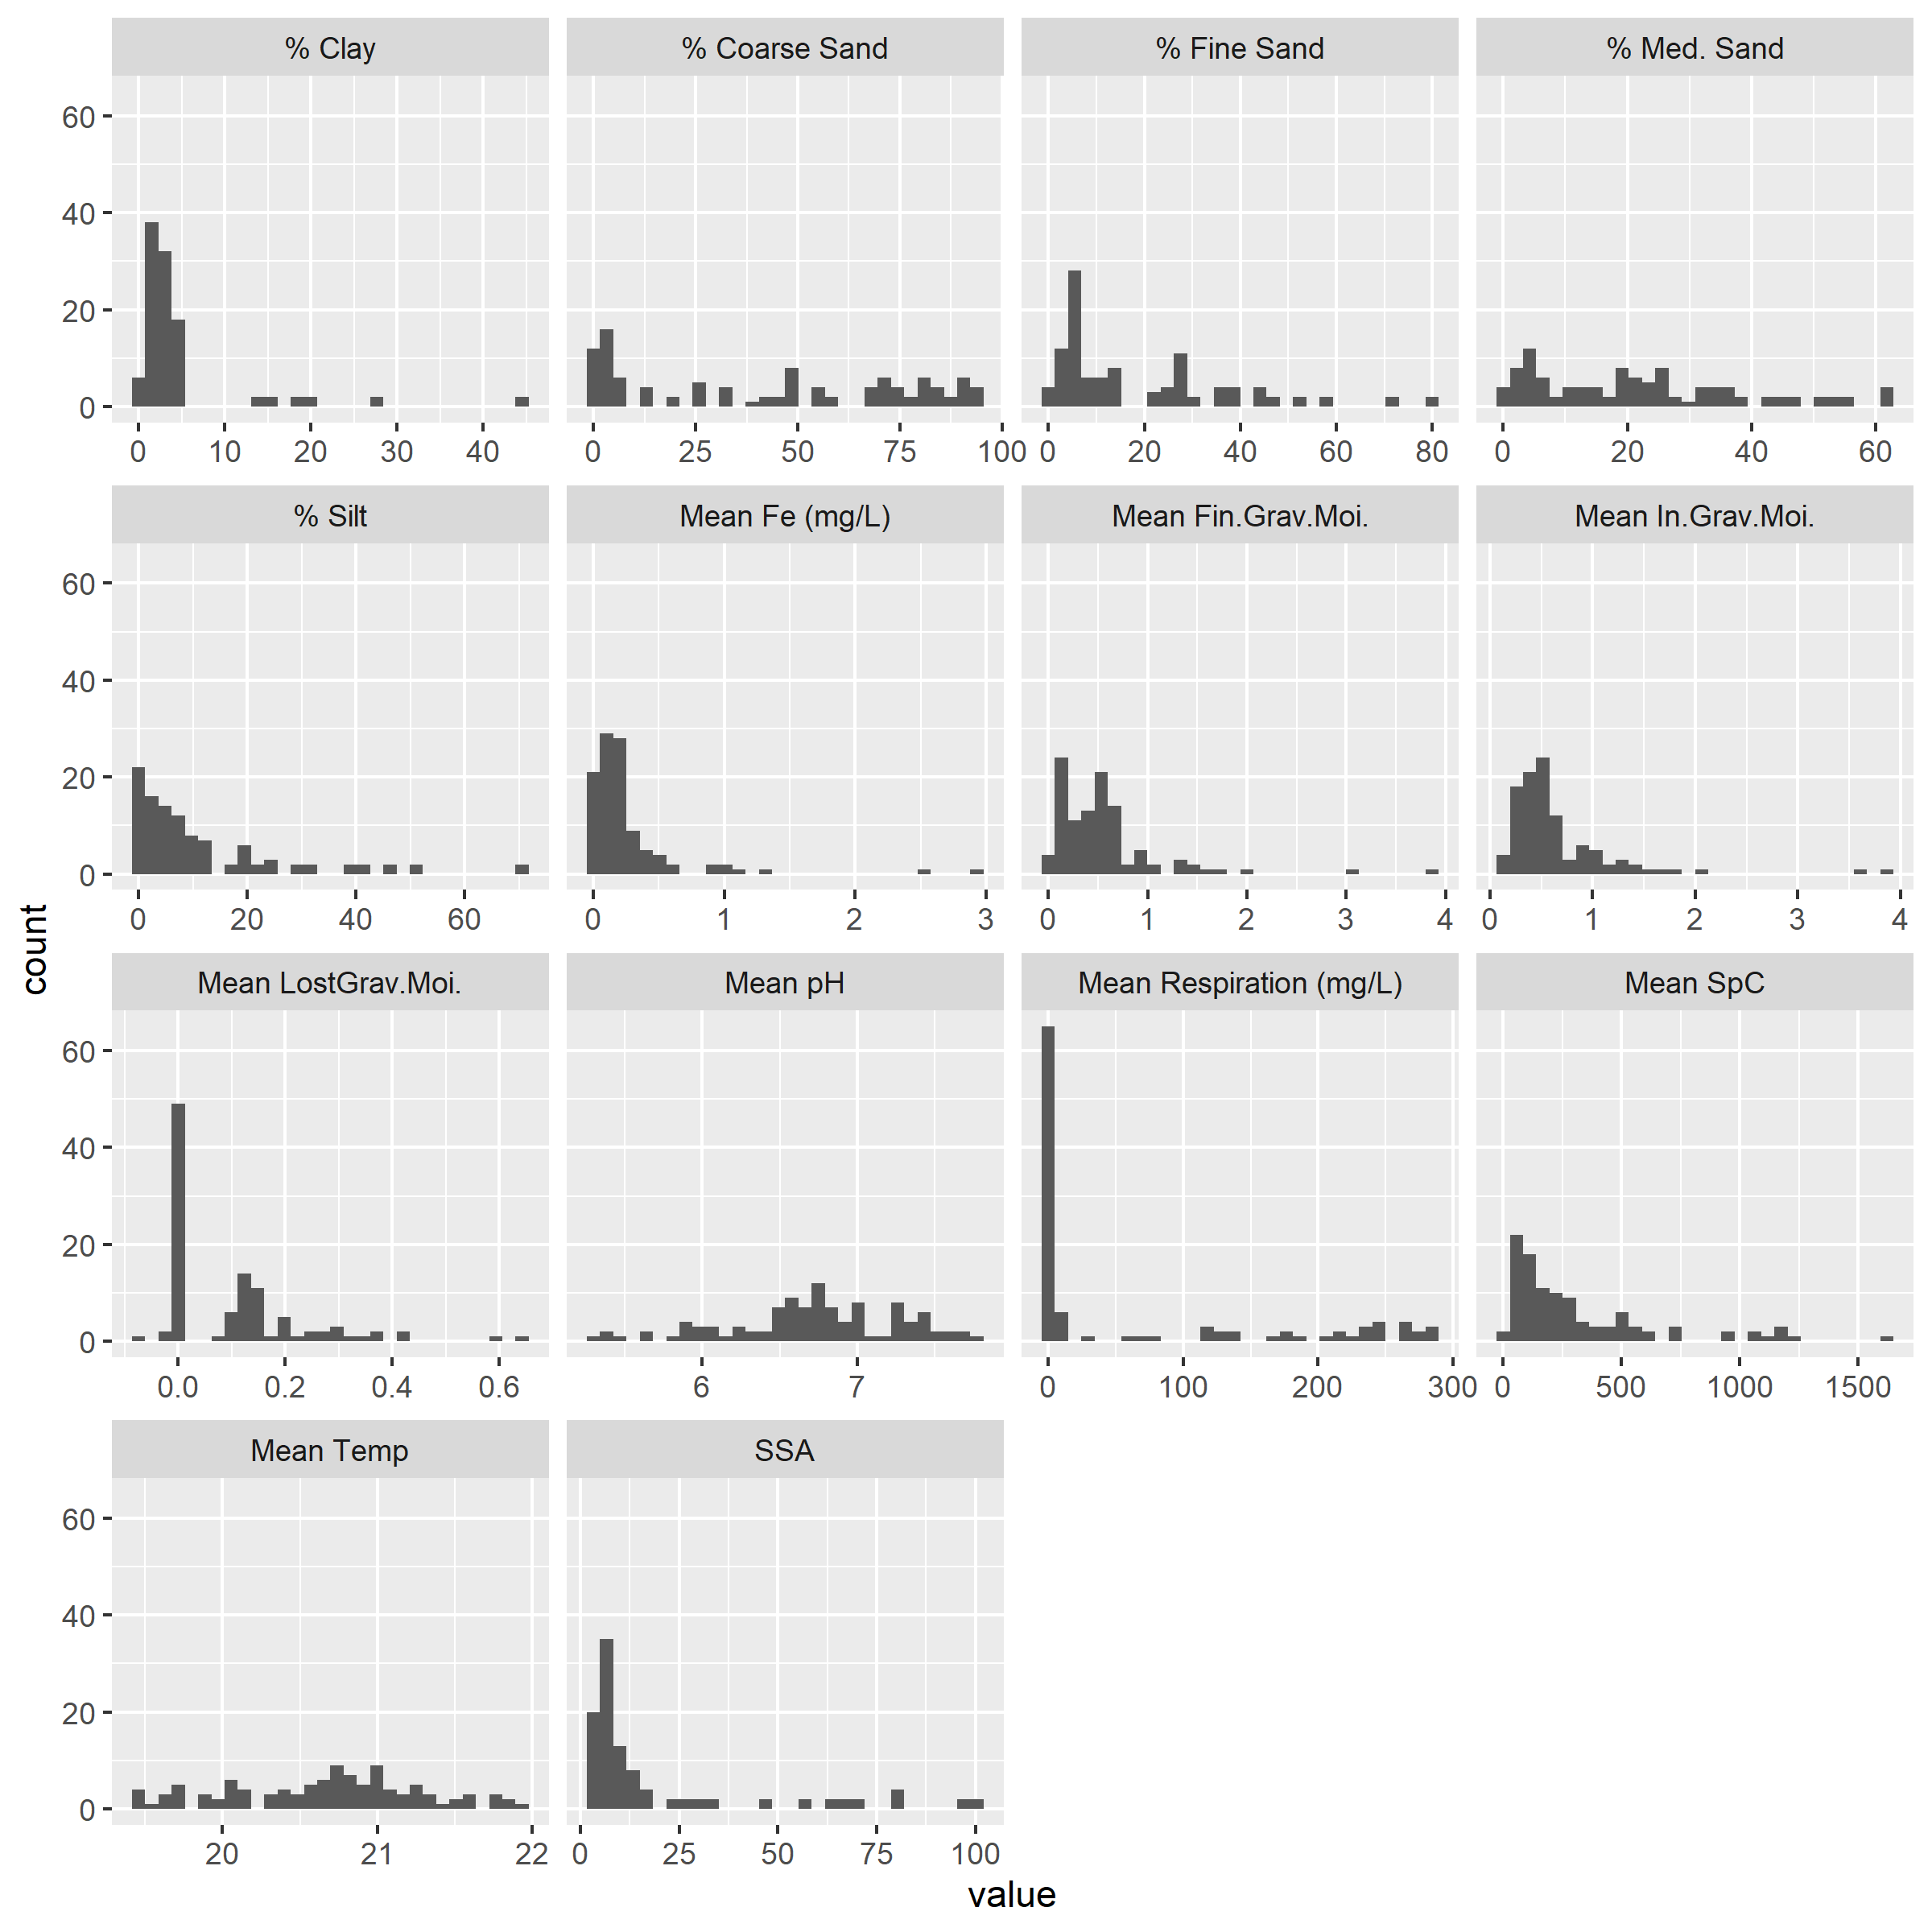 % Clay % Coarse Sand % Fine Sand % Med. Sand
60
40
20
0
0 10 20 30 40 0 25 50 75 100 0 20 40 60 80 0 20 40 60
% Silt Mean Fe (mg/L) Mean Fin.Grav.Moi. Mean In.Grav.Moi.
60
40
20
0
0 20 40 60 0 1 2 3 0 1 2 3 4 0 1 2 3 4
count
Mean LostGrav.Moi. Mean pH Mean Respiration (mg/L) Mean SpC
60
40
20
0
0.0 0.2 0.4 0.6 6 7 0 100 200 300 0 500 1000 1500
Mean Temp SSA
60
40
20
0
20 21 22 0 25 50 75 100
value